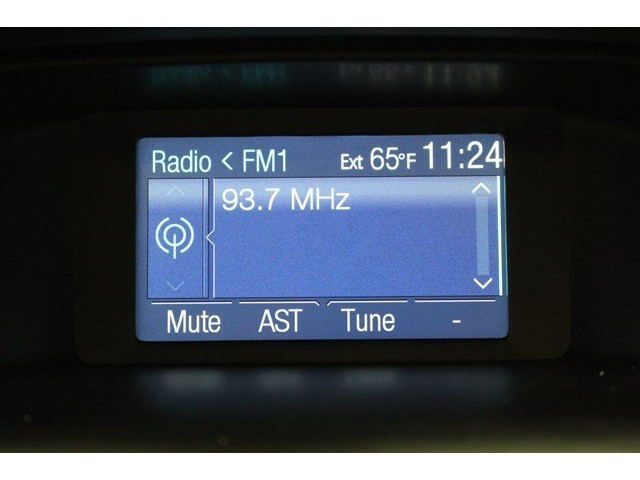 Radio < FM1 Ext 65°F 11:24
93.7 MHz
Mute AST Tune -